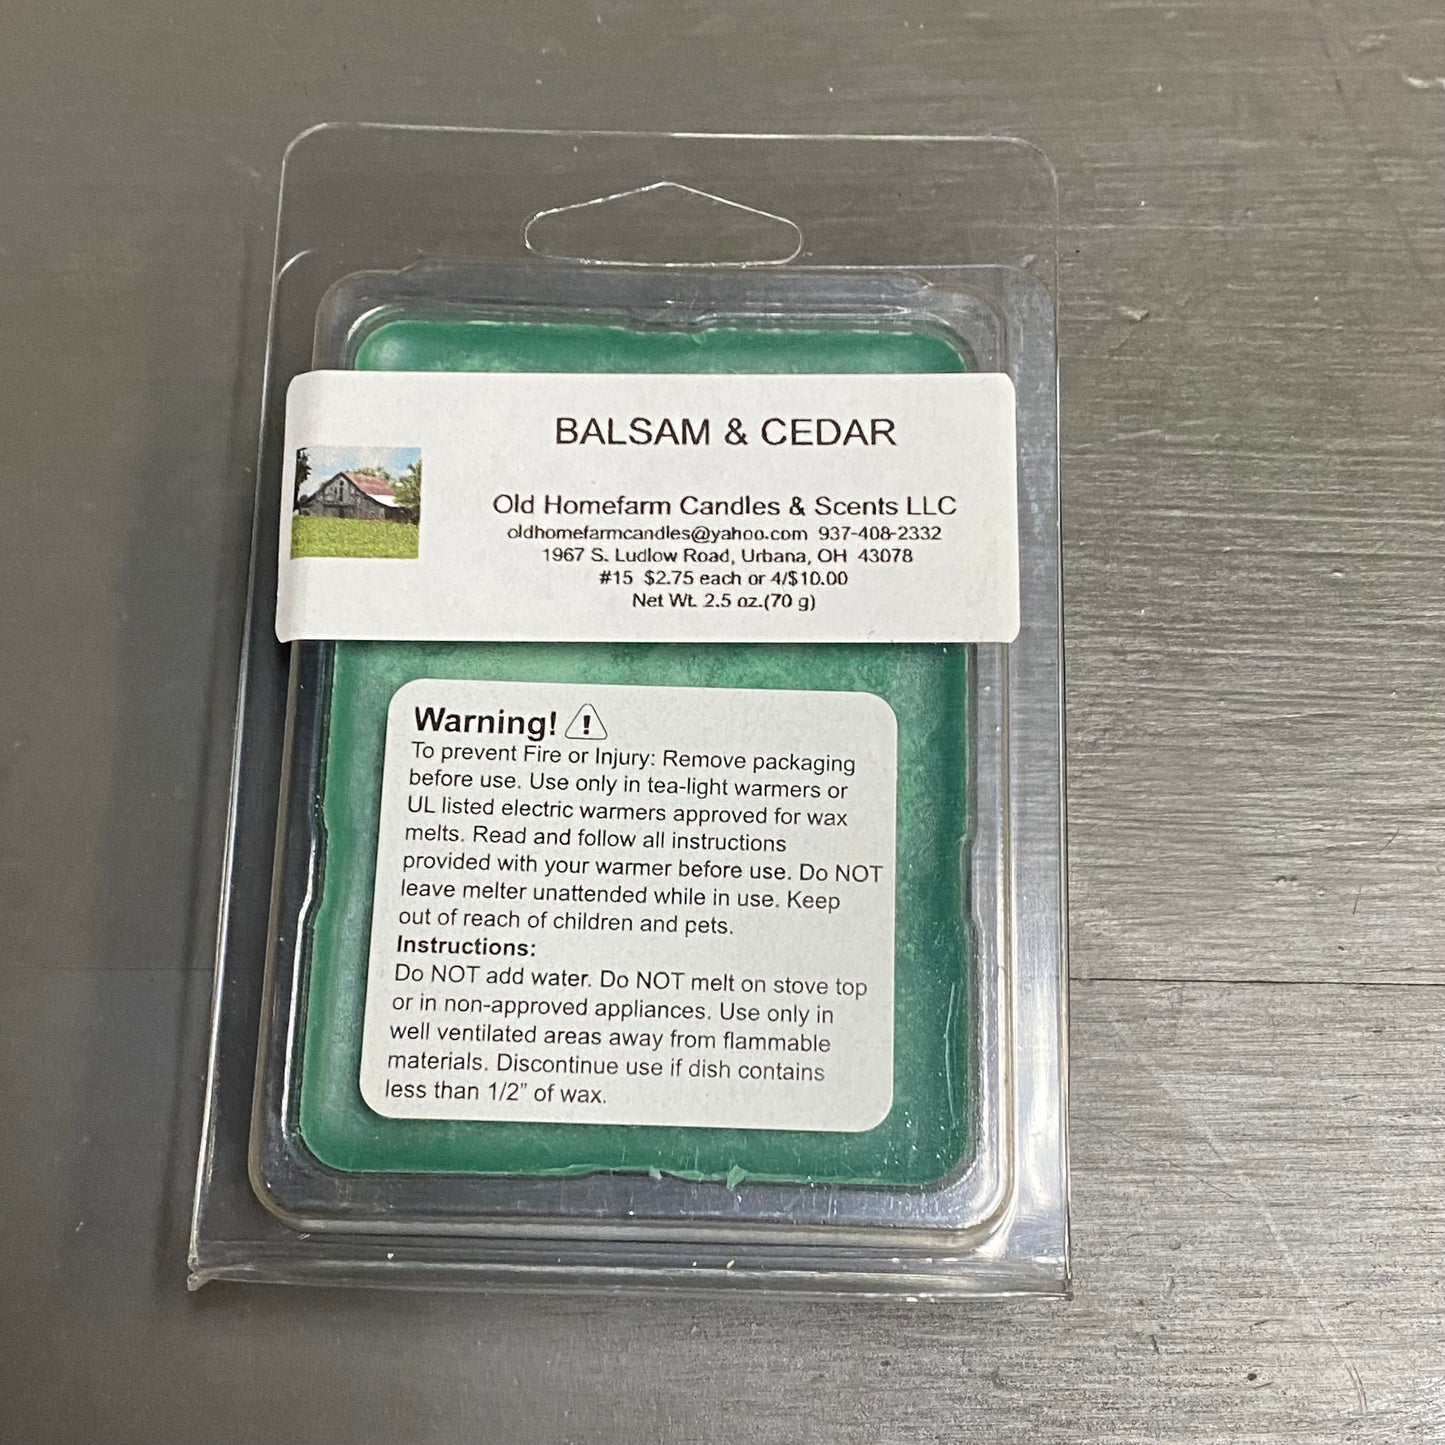 BALSAM & CEDAR
Old Homefarm Candles & Scents LLC
oldhomefarmcandles@yahoo.com 937-408-2332
1967 S. Ludlow Road, Urbana, OH 43078
#15 $2.75 each or 4/$10.00
Net Wt. 2.5 oz.(70 g)
Warning! !
To prevent Fire or Injury: Remove packaging
before use. Use only in tea-light warmers or
UL listed electric warmers approved for wax
melts. Read and follow all instructions
provided with your warmer before use. Do NOT
leave melter unattended while in use. Keep
out of reach of children and pets.
Instructions:
Do NOT add water. Do NOT melt on stove top
or in non-approved appliances. Use only in
well ventilated areas away from flammable
materials. Discontinue use if dish contains
less than 1/2” of wax.